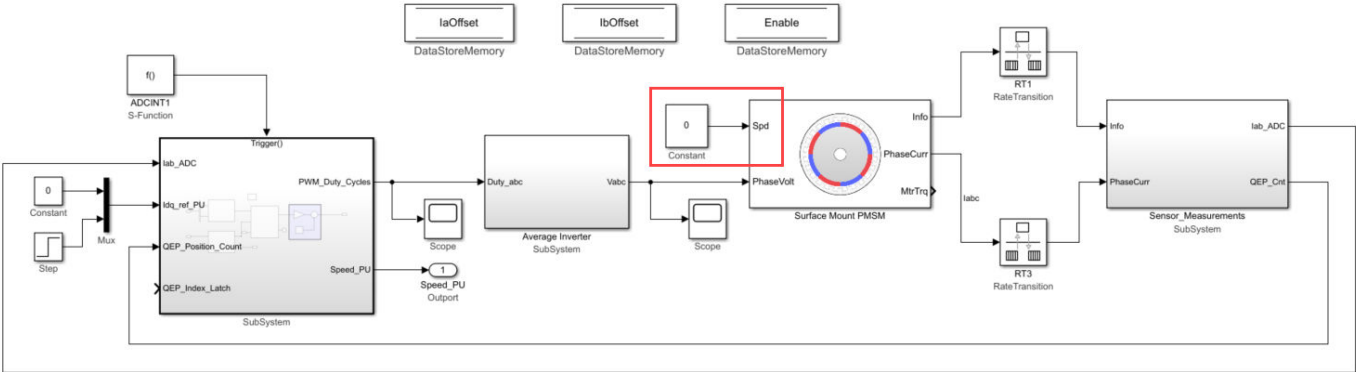 IaOffset
DataStoreMemory
IbOffset
DataStoreMemory
Enable
DataStoreMemory
f()
ADCINT1
S-Function
0
Constant
Step
Mux
Trigger()
Iab_ADC
Idq_ref_PU
QEP_Position_Count
QEP_Index_Latch
PWM_Duty_Cycles
Speed_PU
SubSystem
Scope
1
Speed_PU
Outport
Duty_abc
Vabc
Average Inverter
SubSystem
Scope
0
Constant
Spd
PhaseVolt
Info
PhaseCurr
MtrTrq
Surface Mount PMSM
Iabc
RT1
RateTransition
RT3
RateTransition
Info
PhaseCurr
Iab_ADC
QEP_Cnt
Sensor_Measurements
SubSystem